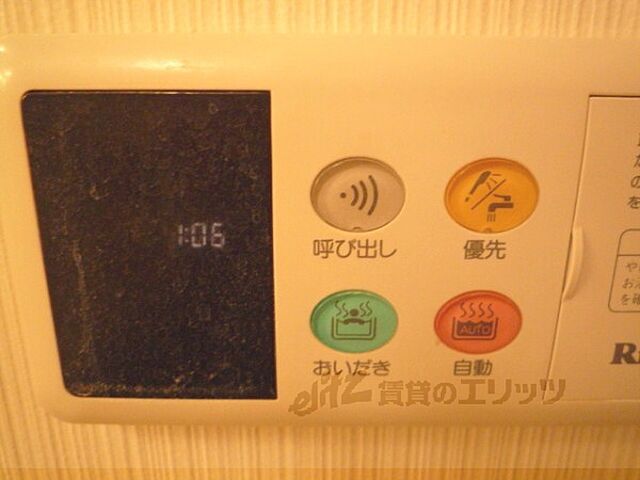 1:06
呼び出し
優先
おいだき
AUTO
自動
elitz 賃貸のエリッツ